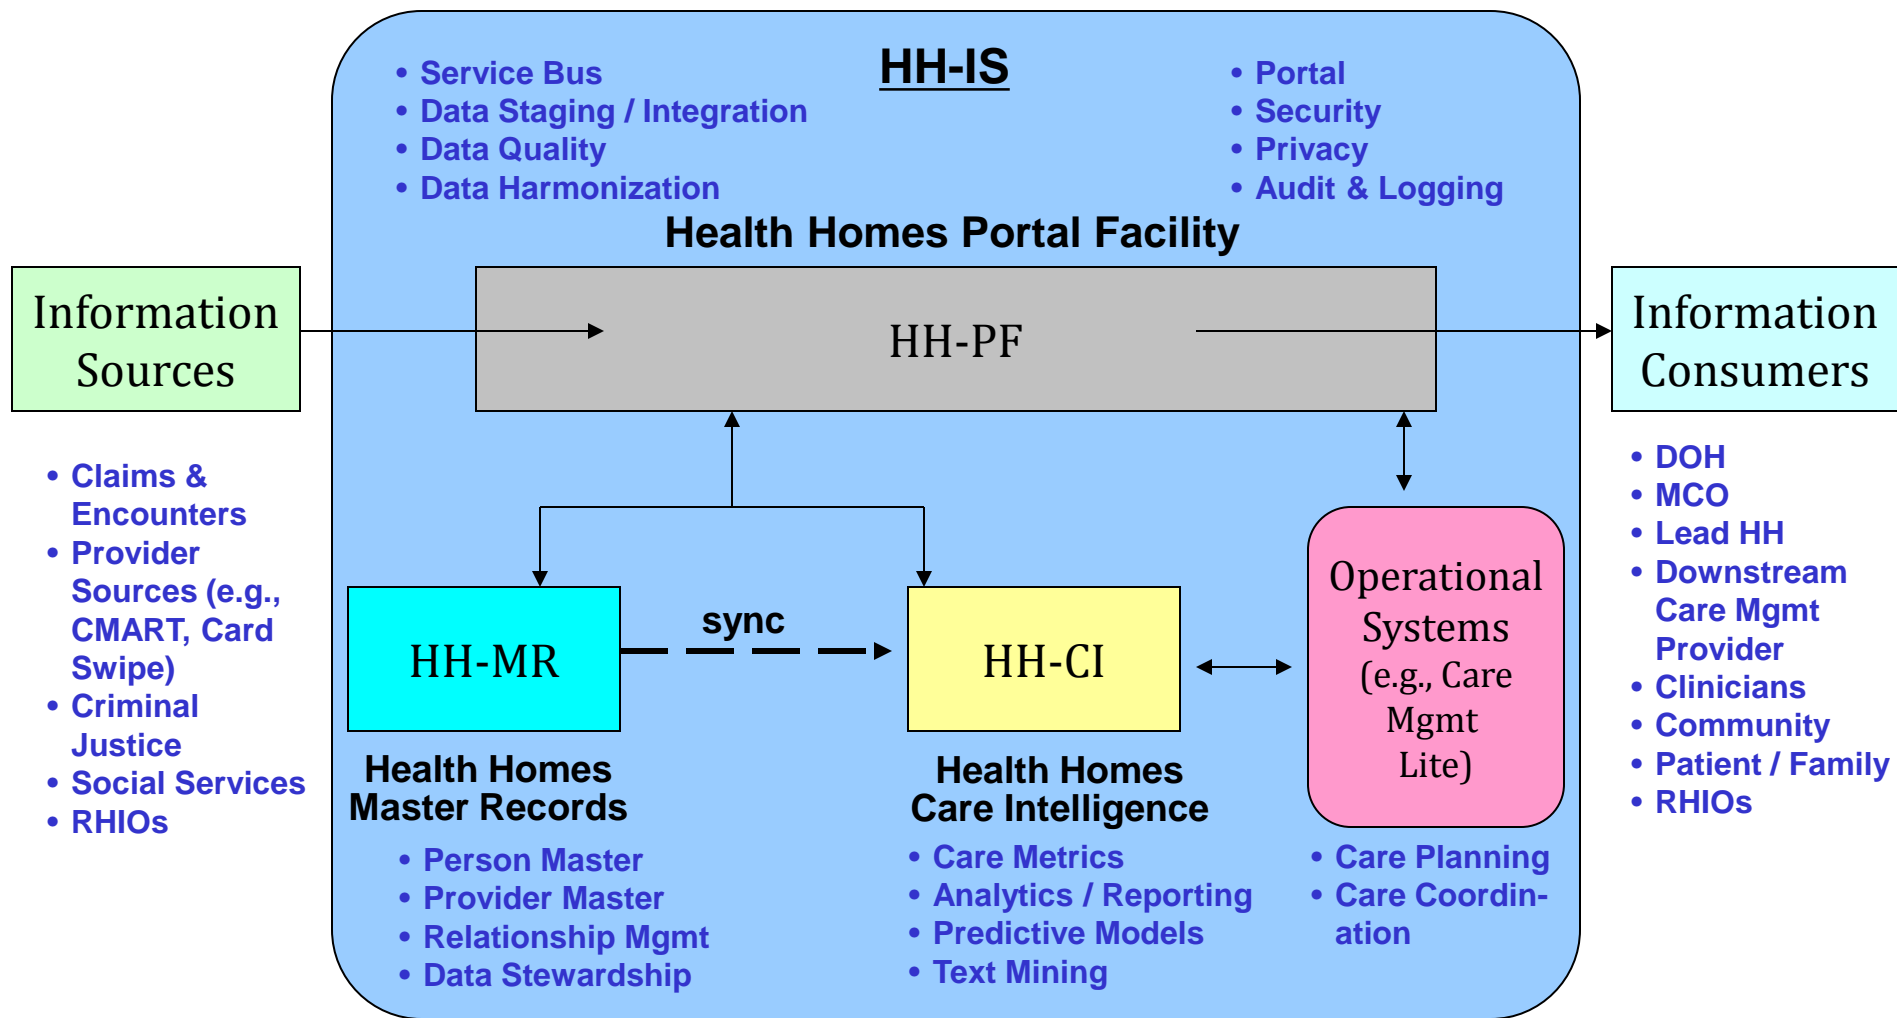 HH-IS
• Service Bus
• Data Staging / Integration
• Data Quality
• Data Harmonization
• Portal
• Security
• Privacy
• Audit & Logging
Health Homes Portal Facility
Information
Sources
HH-PF
Information
Consumers
• Claims &
Encounters
• Provider
Sources (e.g.,
CMART, Card
Swipe)
• Criminal
Justice
• Social Services
• RHIOs
HH-MR
sync
HH-CI
Operational
Systems
(e.g., Care
Mgmt
Lite)
• DOH
• MCO
• Lead HH
• Downstream
Care Mgmt
Provider
• Clinicians
• Community
• Patient / Family
• RHIOs
Health Homes
Master Records
• Person Master
• Provider Master
• Relationship Mgmt
• Data Stewardship
Health Homes
Care Intelligence
• Care Metrics
• Analytics / Reporting
• Predictive Models
• Text Mining
• Care Planning
• Care Coordin-
ation